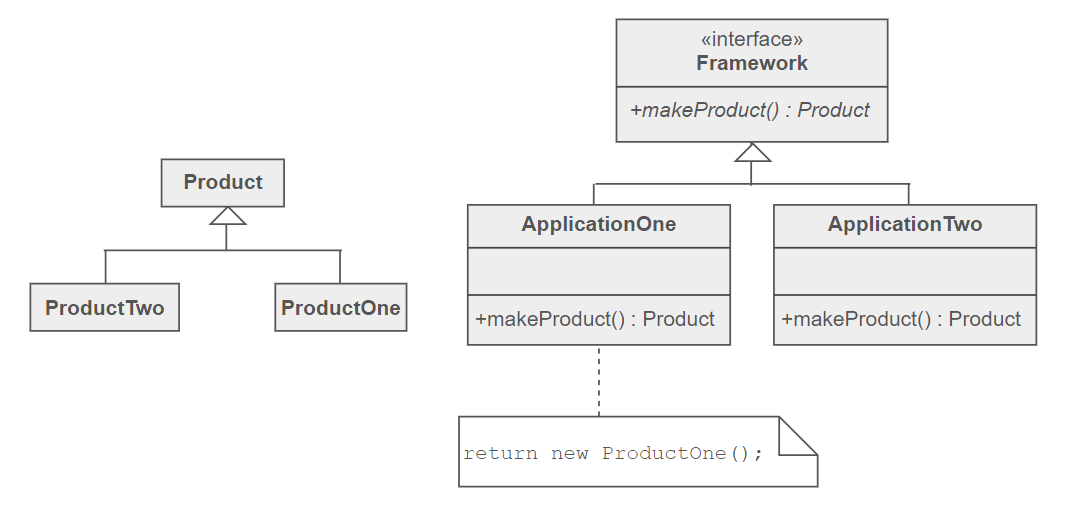 «interface»
Framework
+makeProduct() : Product
Product
ProductTwo
ProductOne
ApplicationOne
+makeProduct() : Product
ApplicationTwo
+makeProduct() : Product
return new ProductOne();